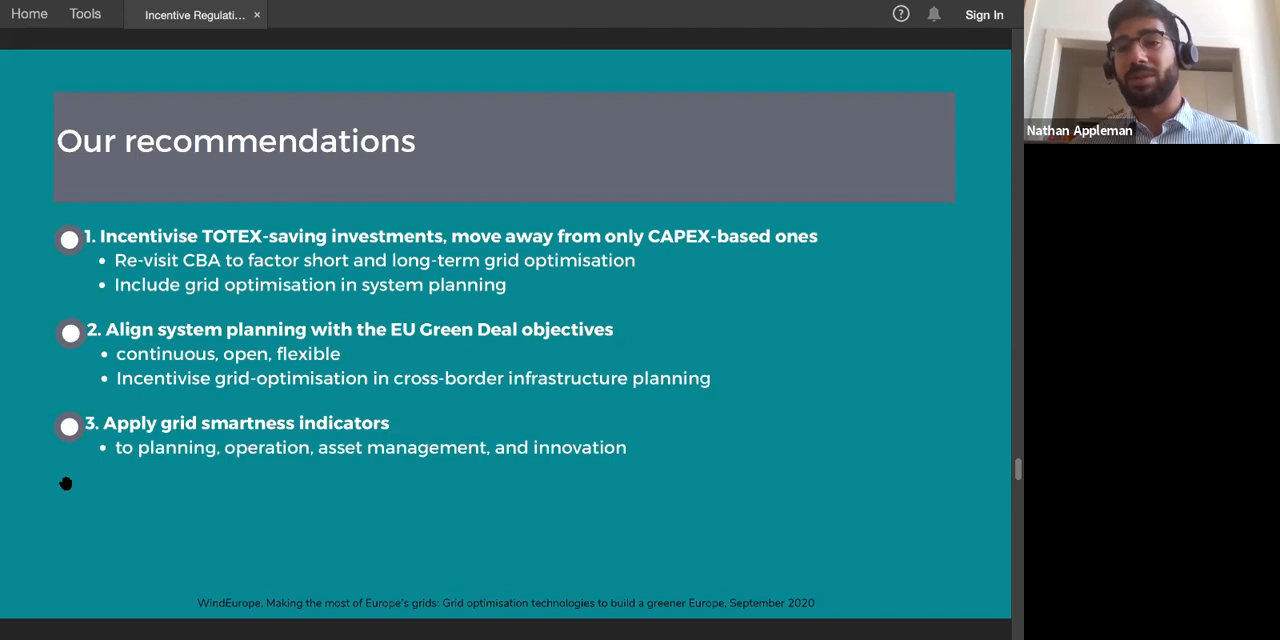 Home Tools Incentive Regulati... × Sign In
Nathan Appleman
Our recommendations
1. Incentivise TOTEX-saving investments, move away from only CAPEX-based ones
• Re-visit CBA to factor short and long-term grid optimisation
• Include grid optimisation in system planning
2. Align system planning with the EU Green Deal objectives
• continuous, open, flexible
• Incentivise grid-optimisation in cross-border infrastructure planning
3. Apply grid smartness indicators
• to planning, operation, asset management, and innovation
WindEurope, Making the most of Europe's grids: Grid optimisation technologies to build a greener Europe, September 2020